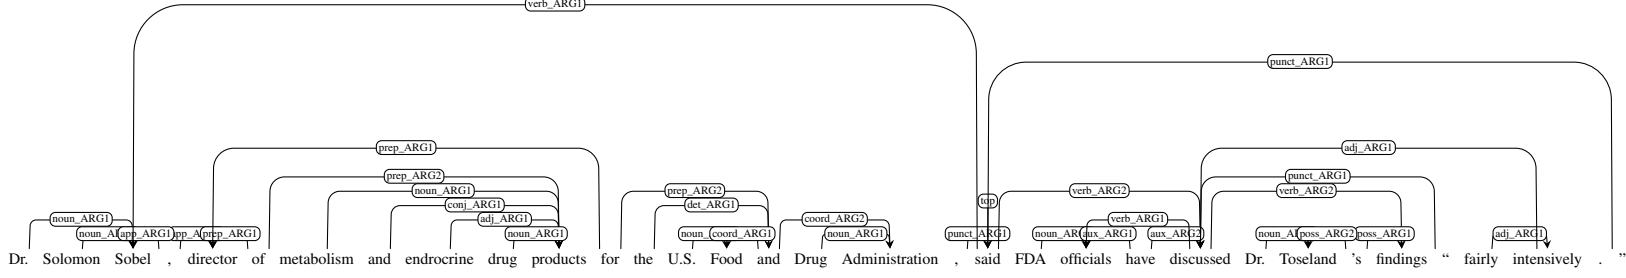 verb_ARG1
punct_ARG1
prep_ARG1 adj_ARG1
prep_ARG2 punct_ARG1
noun_ARG1 prep_ARG2 verb_ARG2 verb_ARG2
conj_ARG1 det_ARG1 top
noun_ARG1 adj_ARG1 coord_ARG2 verb_ARG1
app_ARG1 prep_ARG1 noun_ARG1 coord_ARG1 noun_ARG1 punct_ARG1 aux_ARG1 aux_ARG2 poss_ARG2 poss_ARG1 adj_ARG1
Dr. Solomon Sobel , director of metabolism and endrocrine drug products for the U.S. Food and Drug Administration , said FDA officials have discussed Dr. Toseland 's findings “ fairly intensively . ”